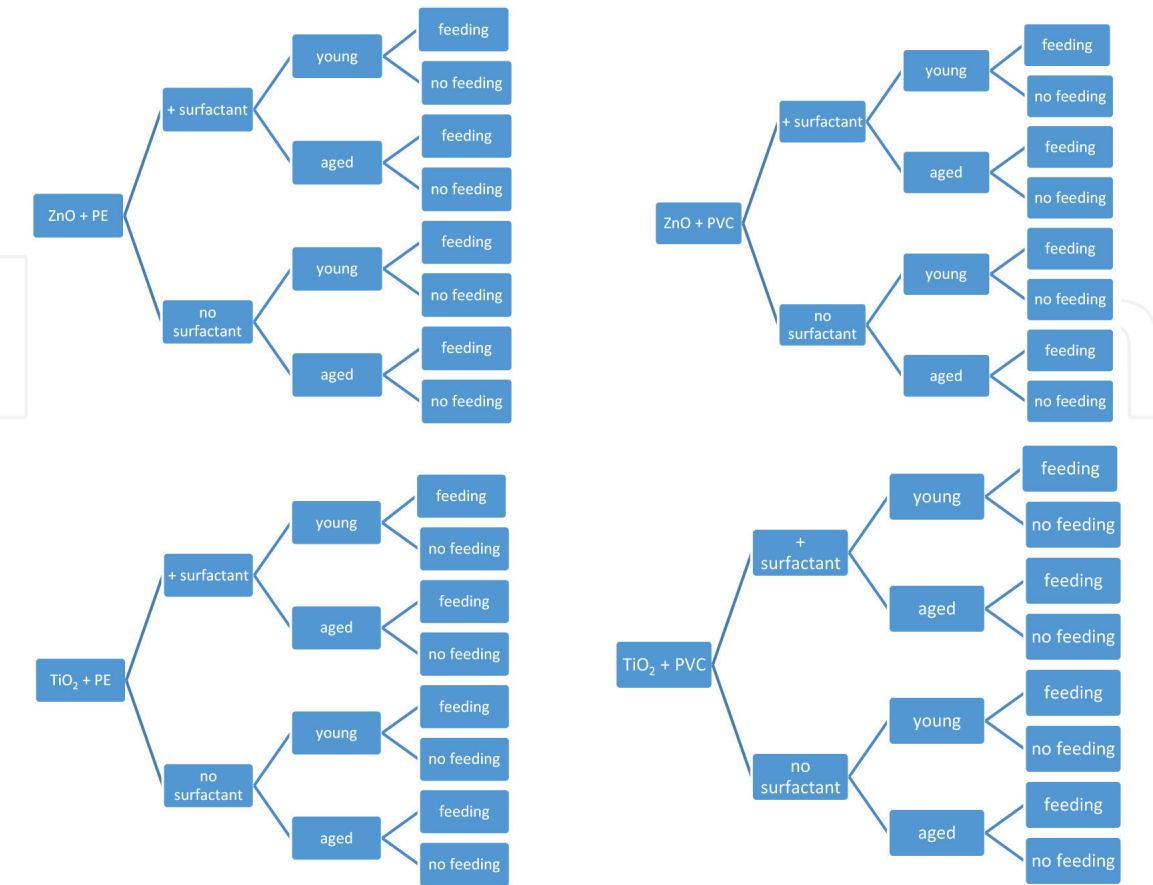 ZnO + PE
+ surfactant
young
feeding
no feeding
aged
feeding
no feeding
no
surfactant
young
feeding
no feeding
aged
feeding
no feeding
ZnO + PVC
+ surfactant
young
feeding
no feeding
aged
feeding
no feeding
no
surfactant
young
feeding
no feeding
aged
feeding
no feeding
TiO₂ + PE
+ surfactant
young
feeding
no feeding
aged
feeding
no feeding
no
surfactant
young
feeding
no feeding
aged
feeding
no feeding
TiO₂ + PVC
+
surfactant
young
feeding
no feeding
aged
feeding
no feeding
no
surfactant
young
feeding
no feeding
aged
feeding
no feeding